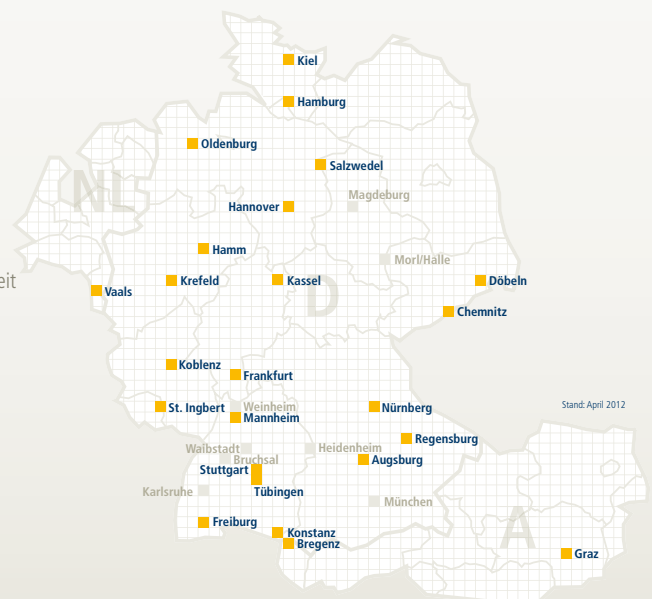 Kiel
Hamburg
Oldenburg
Salzwedel
Magdeburg
NL
Hannover
Hamm
Morl/Halle
eit
Krefeld
Kassel
Döbeln
Vaals
D
Chemnitz
Koblenz
Frankfurt
St. Ingbert
Weinheim
Nürnberg
Stand: April 2012
Mannheim
Regensburg
Waibstadt
Heidenheim
Bruchsal
Augsburg
Stuttgart
Karlsruhe
Tübingen
München
Freiburg
A
Konstanz
Bregenz
Graz